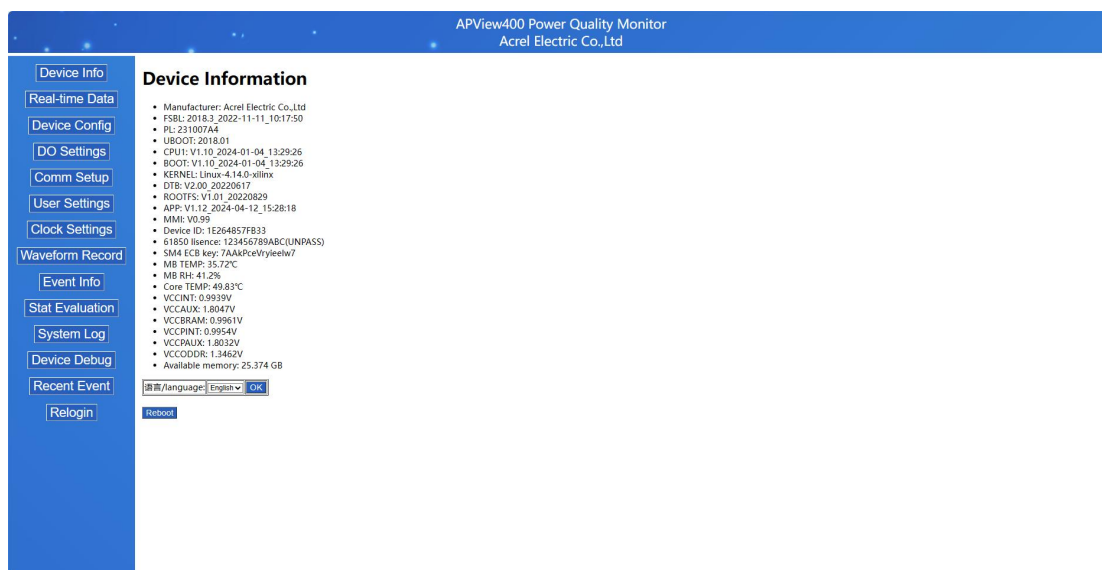 APView400 Power Quality Monitor
Acrel Electric Co.,Ltd
Device Info
Real-time Data
Device Config
DO Settings
Comm Setup
User Settings
Clock Settings
Waveform Record
Event Info
Stat Evaluation
System Log
Device Debug
Recent Event
Relogin
Device Information
Manufacturer: Acrel Electric Co.,Ltd
FSBL: 2018.3_2022-11-11_10:17:50
PL: 231007A4
UBOOT: 2018.01
CPU1: V1.10_2024-01-04_13:29:26
BOOT: V1.10_2024-01-04_13:29:26
KERNEL: Linux-4.14.0-xilinx
DTB: V2.00_20220617
ROOTFS: V1.01_20220829
APP: V1.12_2024-04-12_15:28:18
MMI: V0.99
Device ID: 1E264857FB33
61850 lisence: 123456789ABC(UNPASS)
SM4 ECB key: 7AAkPceVryieelw7
MB TEMP: 35.72℃
MB RH: 41.2%
Core TEMP: 49.83℃
VCCINT: 0.9939V
VCCAUX: 1.8047V
VCCBRAM: 0.9961V
VCCPINT: 0.9954V
VCCPAUX: 1.8032V
VCCODDR: 1.3462V
Available memory: 25.374 GB
语言/language: English OK
Reboot